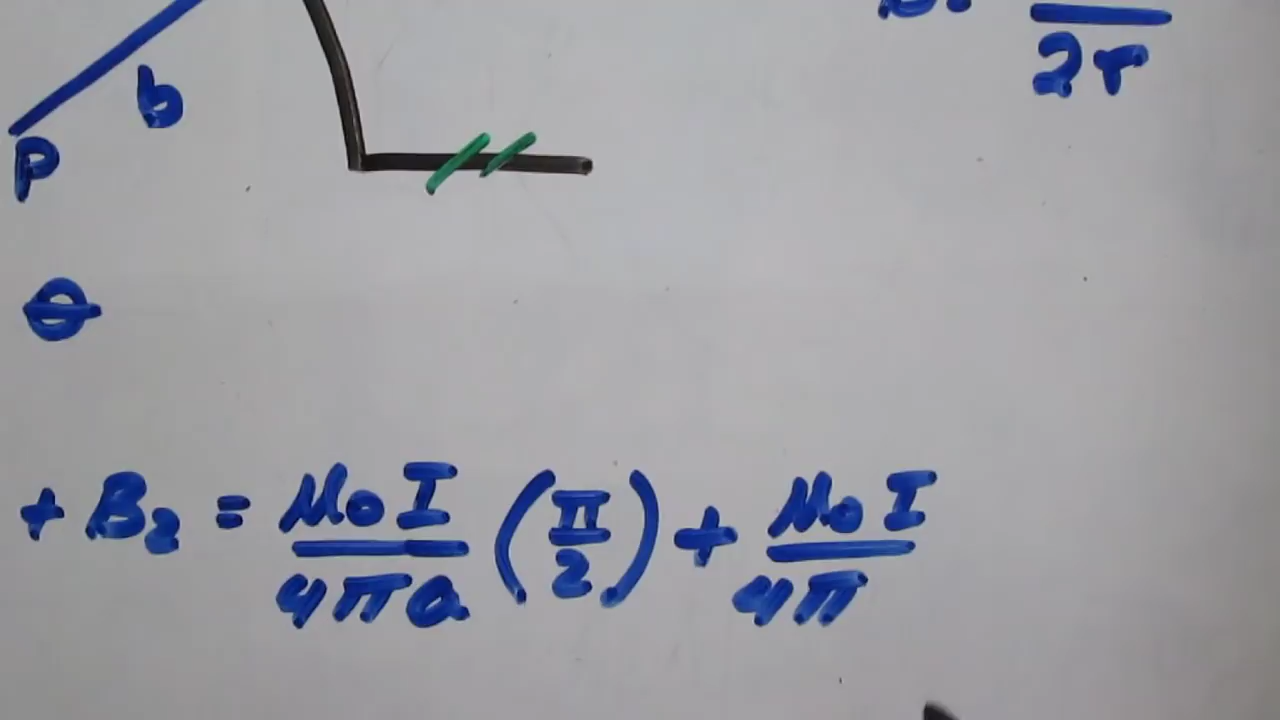 b
2r
P
Φ
+ B₂ = μ₀I / 4πa (π/2) + μ₀I / 4π